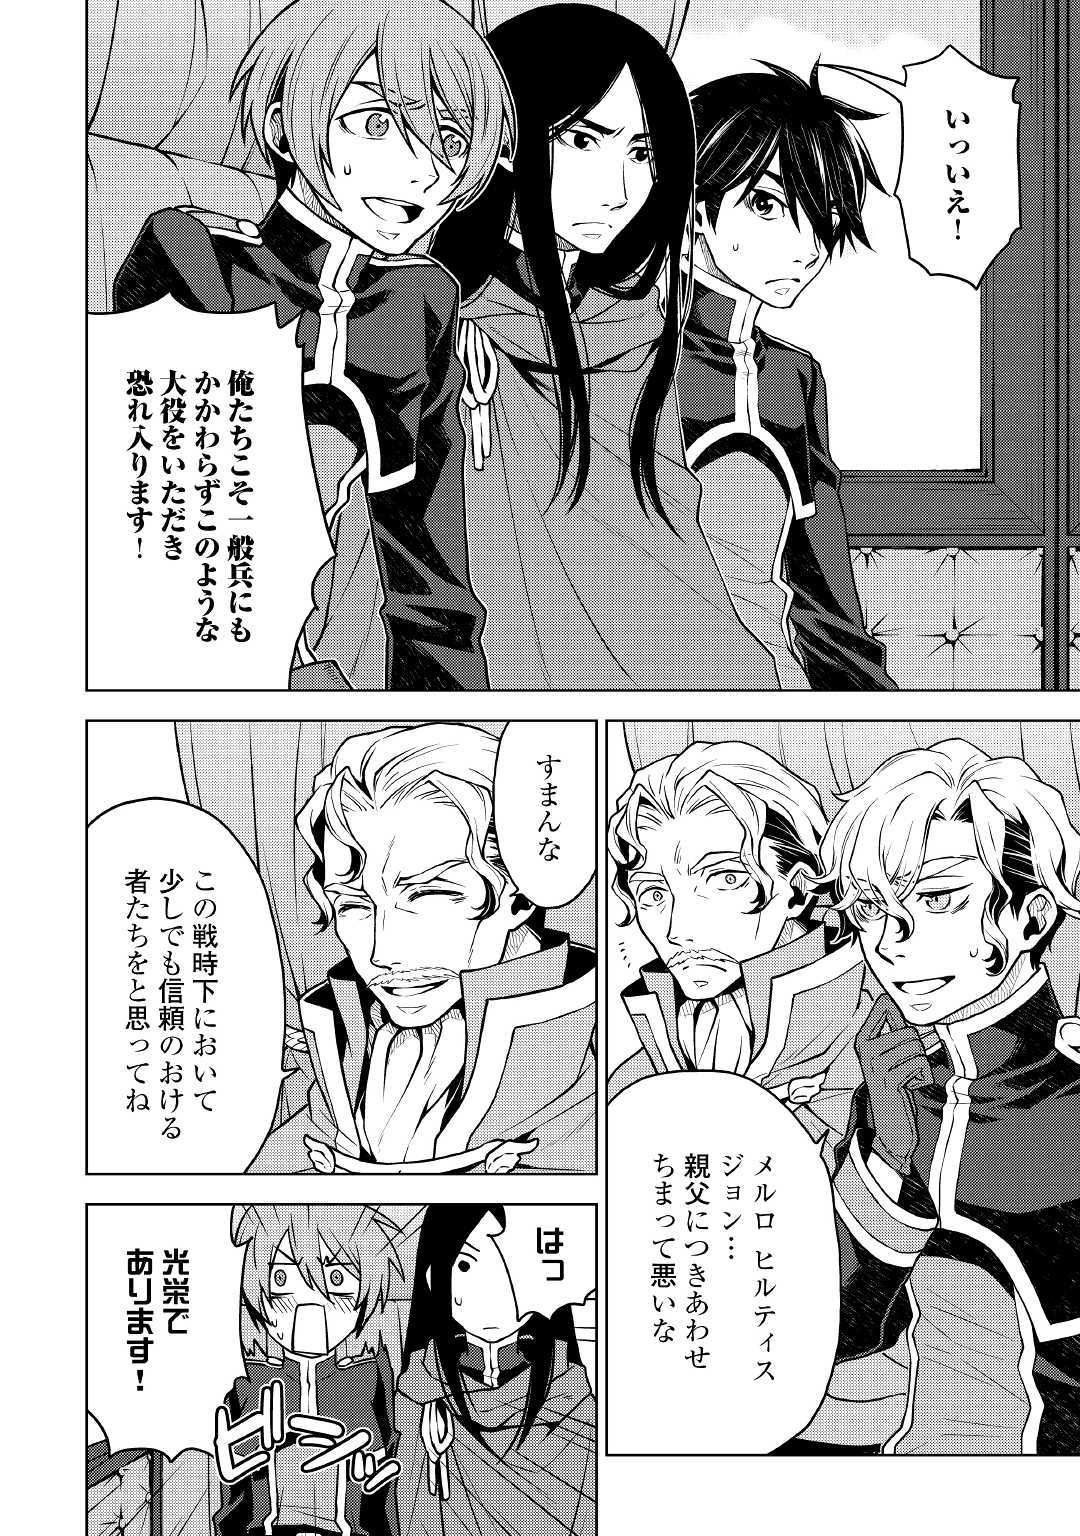 いっいえ！
俺たちこそ一般兵にも
かかわらずこのような
大役をいただき
恐れ入ります！
メルロ ヒルティス
ジョン…
親父につきあわせ
ちまって悪いな
すまんな
この戦時下において
少しでも信頼のおける
者たちをと思ってね
はっ
光栄で
あります！
ビシッ